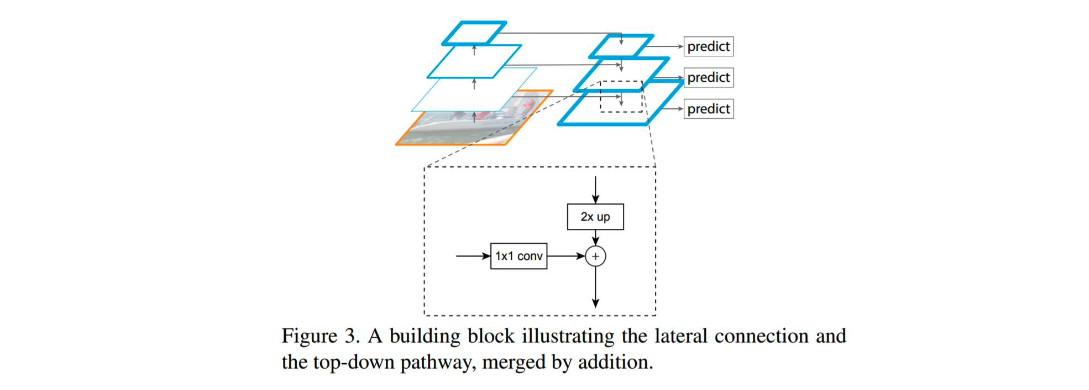 predict
predict
predict
2x up
1x1 conv
+
Figure 3. A building block illustrating the lateral connection and
the top-down pathway, merged by addition.